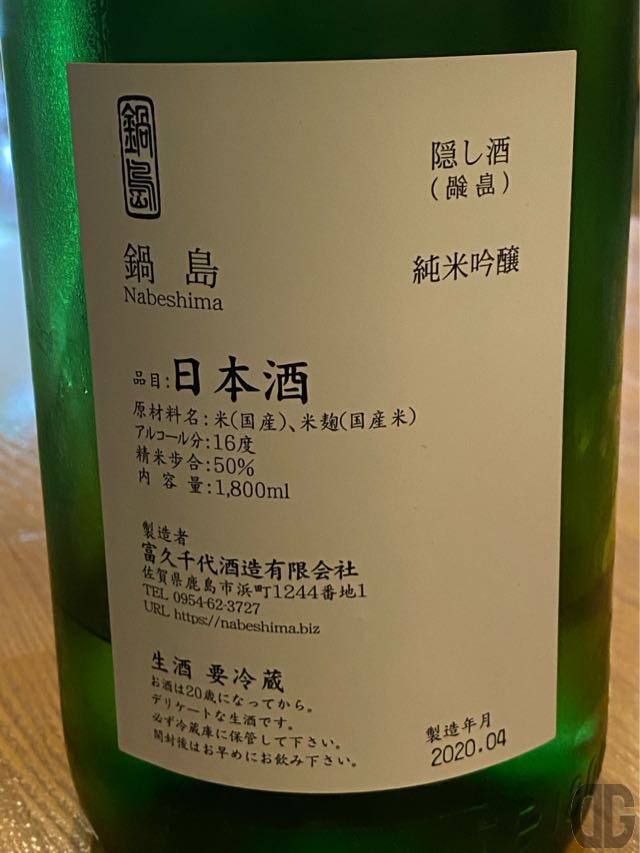 鍋島
隠し酒
(鍋島)
鍋 島
Nabeshima
純米吟醸
品目:日本酒
原材料名:米(国産)、米麹(国産米)
アルコール分:16度
精米歩合:50%
内 容 量:1,800ml
製造者
富久千代酒造有限会社
佐賀県鹿島市浜町1244番地1
TEL 0954-62-3727
URL https://nabeshima.biz
生酒 要冷蔵
お酒は20歳になってから。
デリケートな生酒です。
必ず冷蔵庫に保管して下さい。
開封後はお早めにお飲み下さい。
製造年月
2020.04